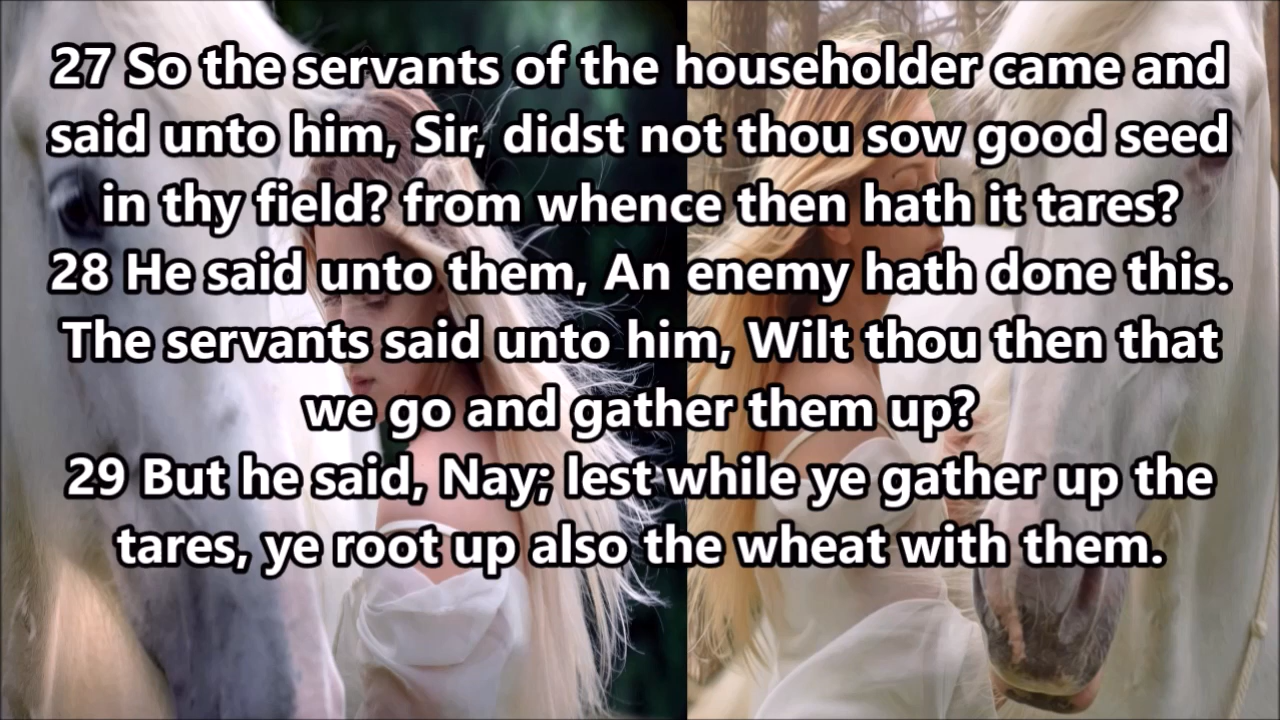 27 So the servants of the householder came and
said unto him, Sir, didst not thou sow good seed
in thy field? from whence then hath it tares?
28 He said unto them, An enemy hath done this.
The servants said unto him, Wilt thou then that
we go and gather them up?
29 But he said, Nay; lest while ye gather up the
tares, ye root up also the wheat with them.